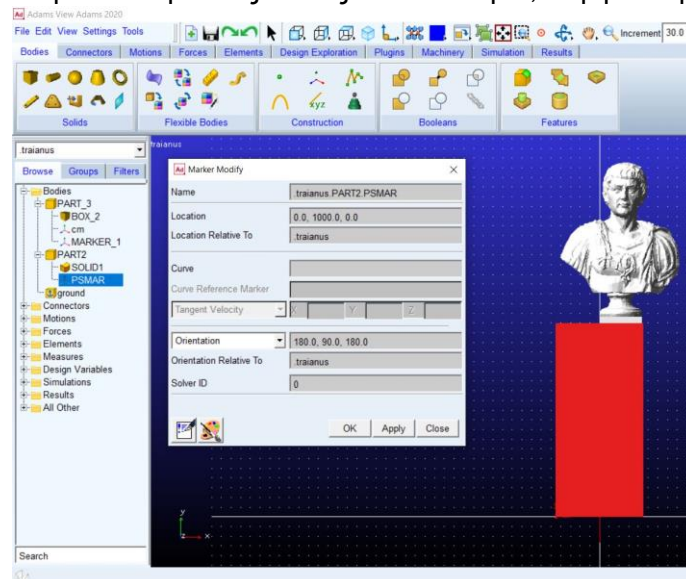 Adams View Adams 2020
File Edit View Settings Tools
Increment 30.0
Bodies Connectors Motions Forces Elements Design Exploration Plugins Machinery Simulation Results
Solids Flexible Bodies Construction Booleans Features
.traianus
traianus
Browse Groups Filters
Bodies
PART_3
BOX_2
cm
MARKER_1
PART2
SOLID1
PSMAR
ground
Connectors
Motions
Forces
Elements
Measures
Design Variables
Simulations
Results
All Other
Search
Marker Modify
Name .traianus.PART2.PSMAR
Location 0.0, 1000.0, 0.0
Location Relative To .traianus
Curve
Curve Reference Marker
Tangent Velocity X Y Z
Orientation 180.0, 90.0, 180.0
Orientation Relative To .traianus
Solver ID 0
OK Apply Close
y
z x